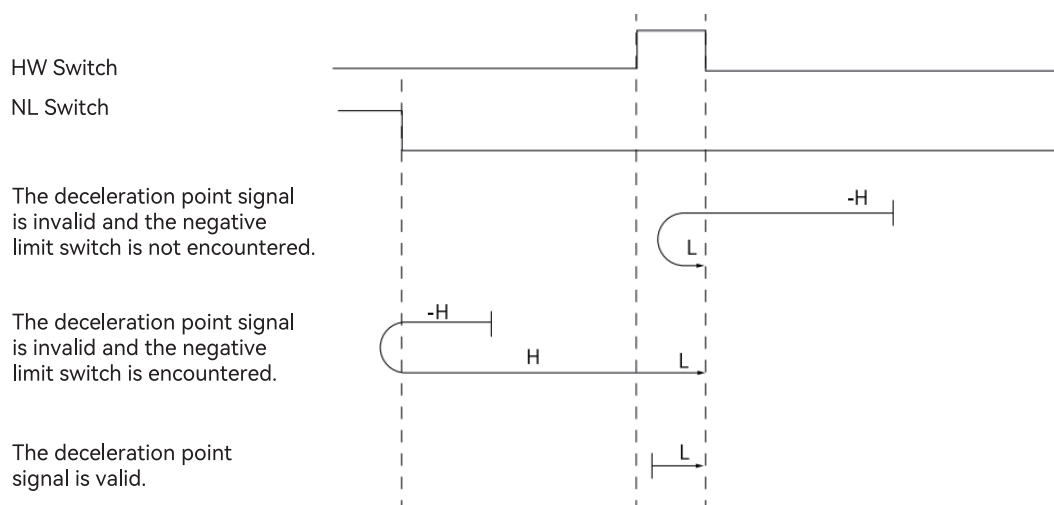 HW Switch
NL Switch
The deceleration point signal
is invalid and the negative
limit switch is not encountered.
-H
L
The deceleration point signal
is invalid and the negative
limit switch is encountered.
-H
H
L
The deceleration point
signal is valid.
L